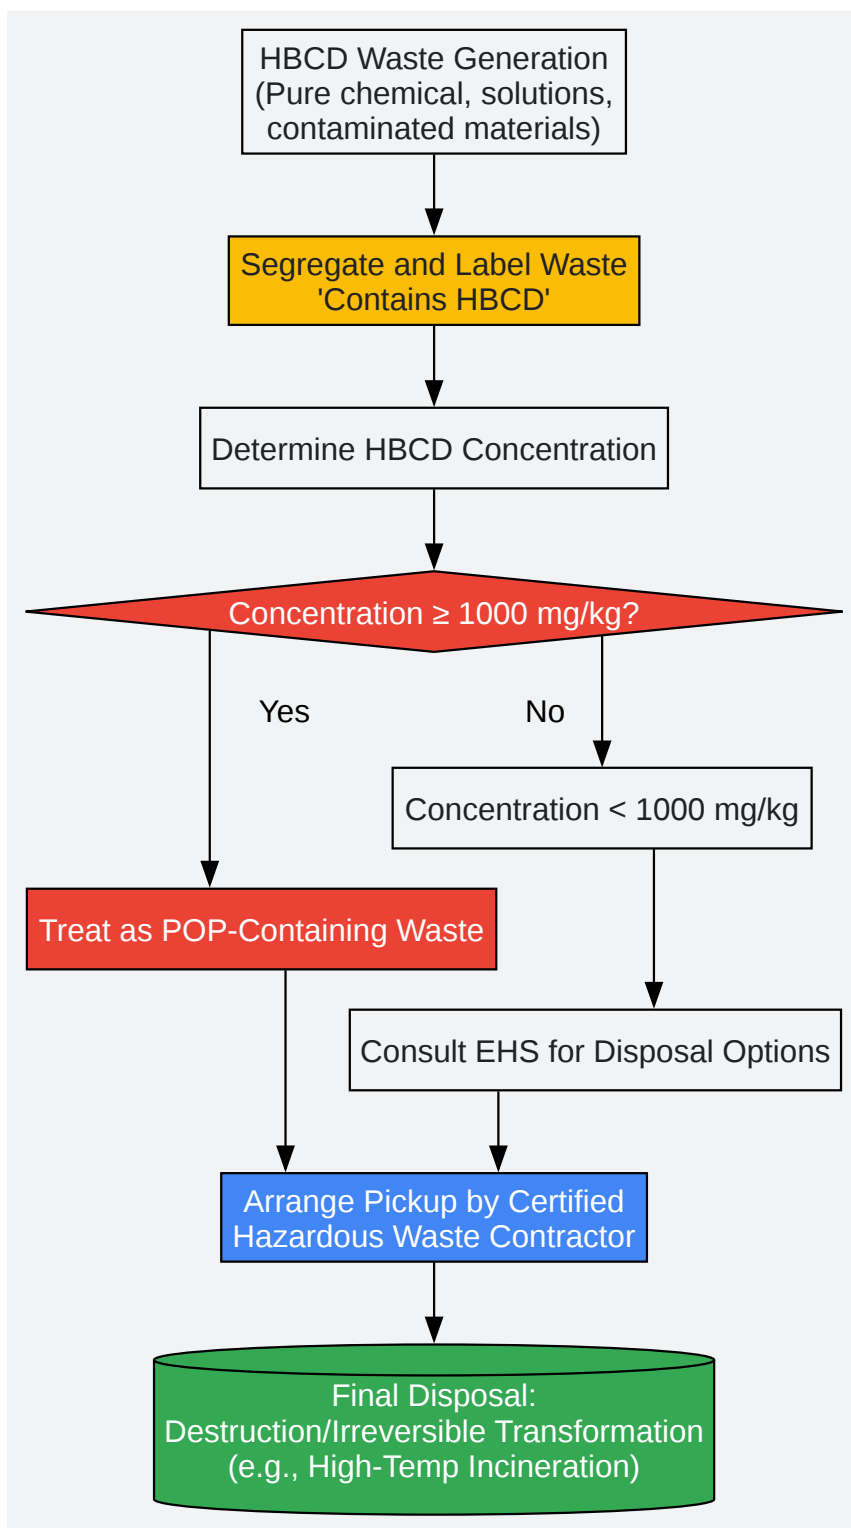 HBCD Waste Generation
(Pure chemical, solutions,
contaminated materials)
Segregate and Label Waste
'Contains HBCD'
Determine HBCD Concentration
Concentration ≥ 1000 mg/kg?
Yes
No
Concentration < 1000 mg/kg
Treat as POP-Containing Waste
Consult EHS for Disposal Options
Arrange Pickup by Certified
Hazardous Waste Contractor
Final Disposal:
Destruction/Irreversible Transformation
(e.g., High-Temp Incineration)